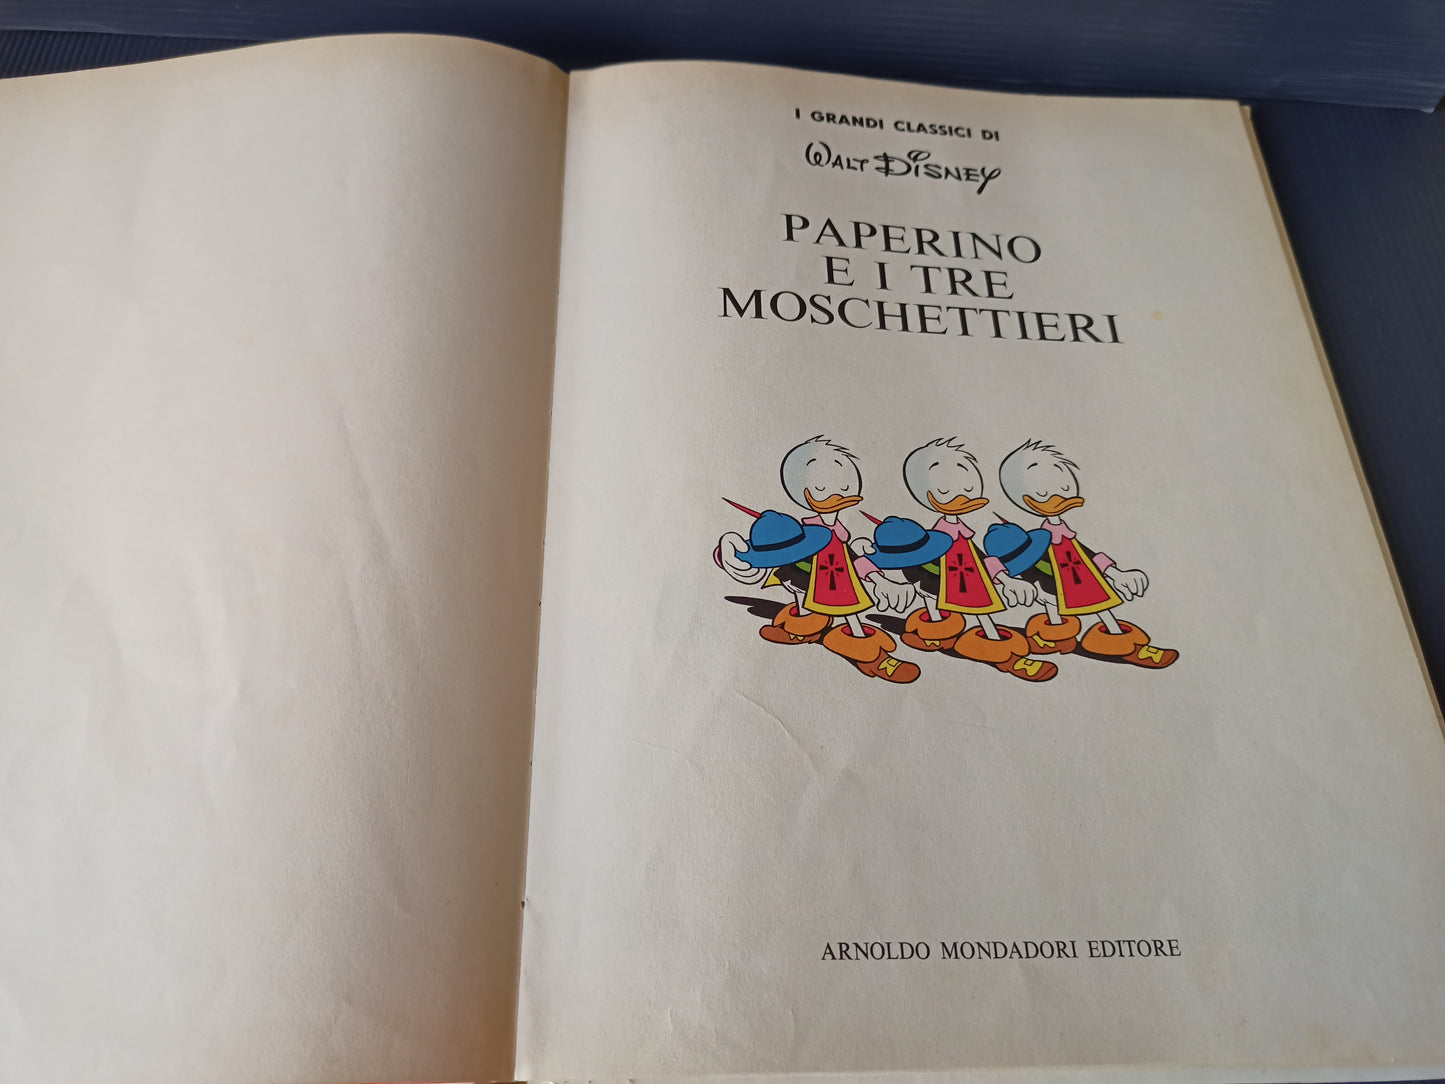 I GRANDI CLASSICI DI
WALT DISNEY
PAPERINO
E I TRE
MOSCHETTIERI
ARNOLDO MONDADORI EDITORE